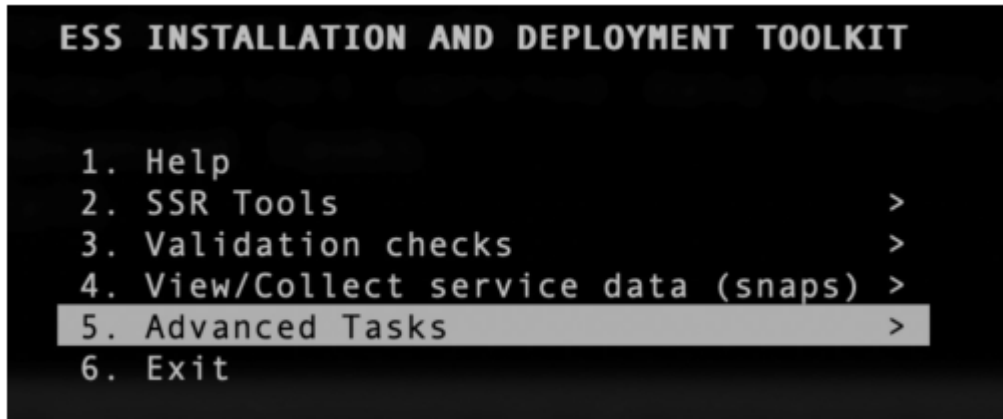 ESS INSTALLATION AND DEPLOYMENT TOOLKIT
1. Help
2. SSR Tools >
3. Validation checks >
4. View/Collect service data (snaps) >
5. Advanced Tasks >
6. Exit